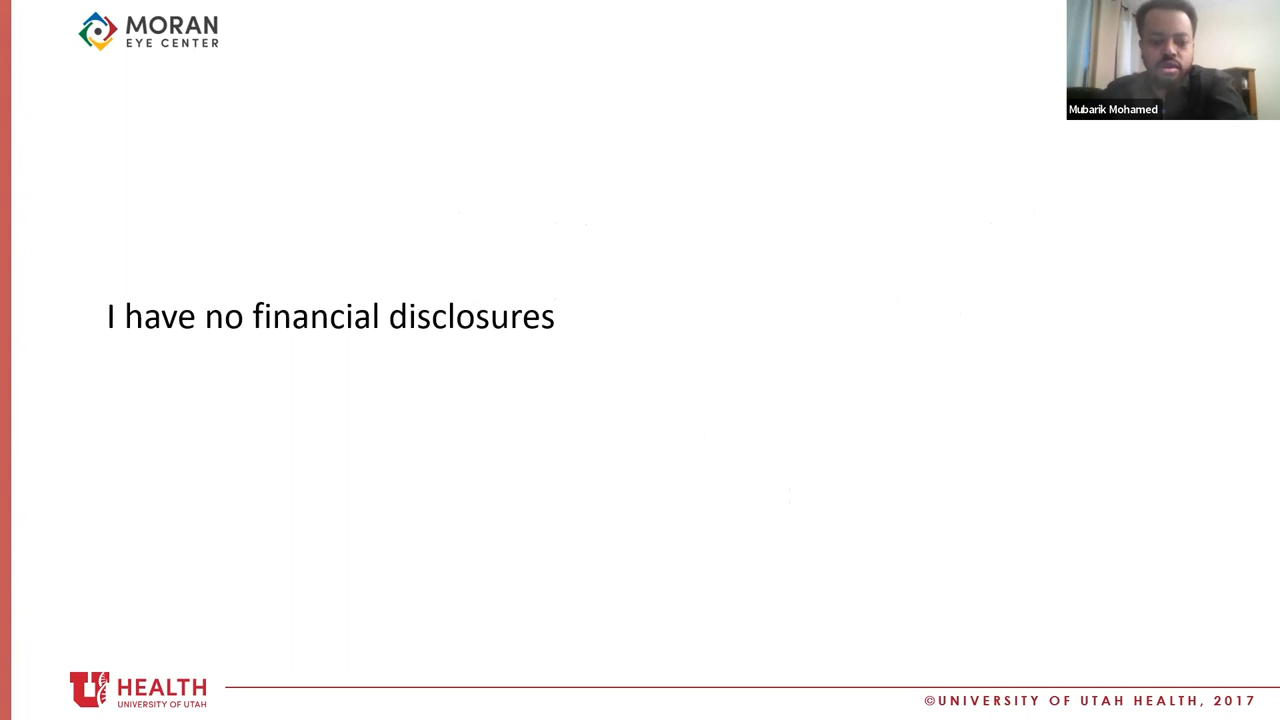 MORAN
EYE CENTER
Mubarik Mohamed
I have no financial disclosures
U HEALTH
UNIVERSITY OF UTAH
©UNIVERSITY OF UTAH HEALTH, 2017